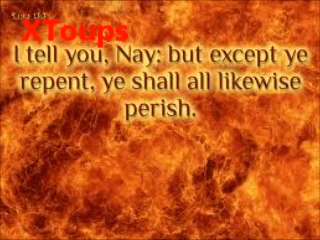 XToups
I tell you, Nay: but except ye
repent, ye shall all likewise
perish.